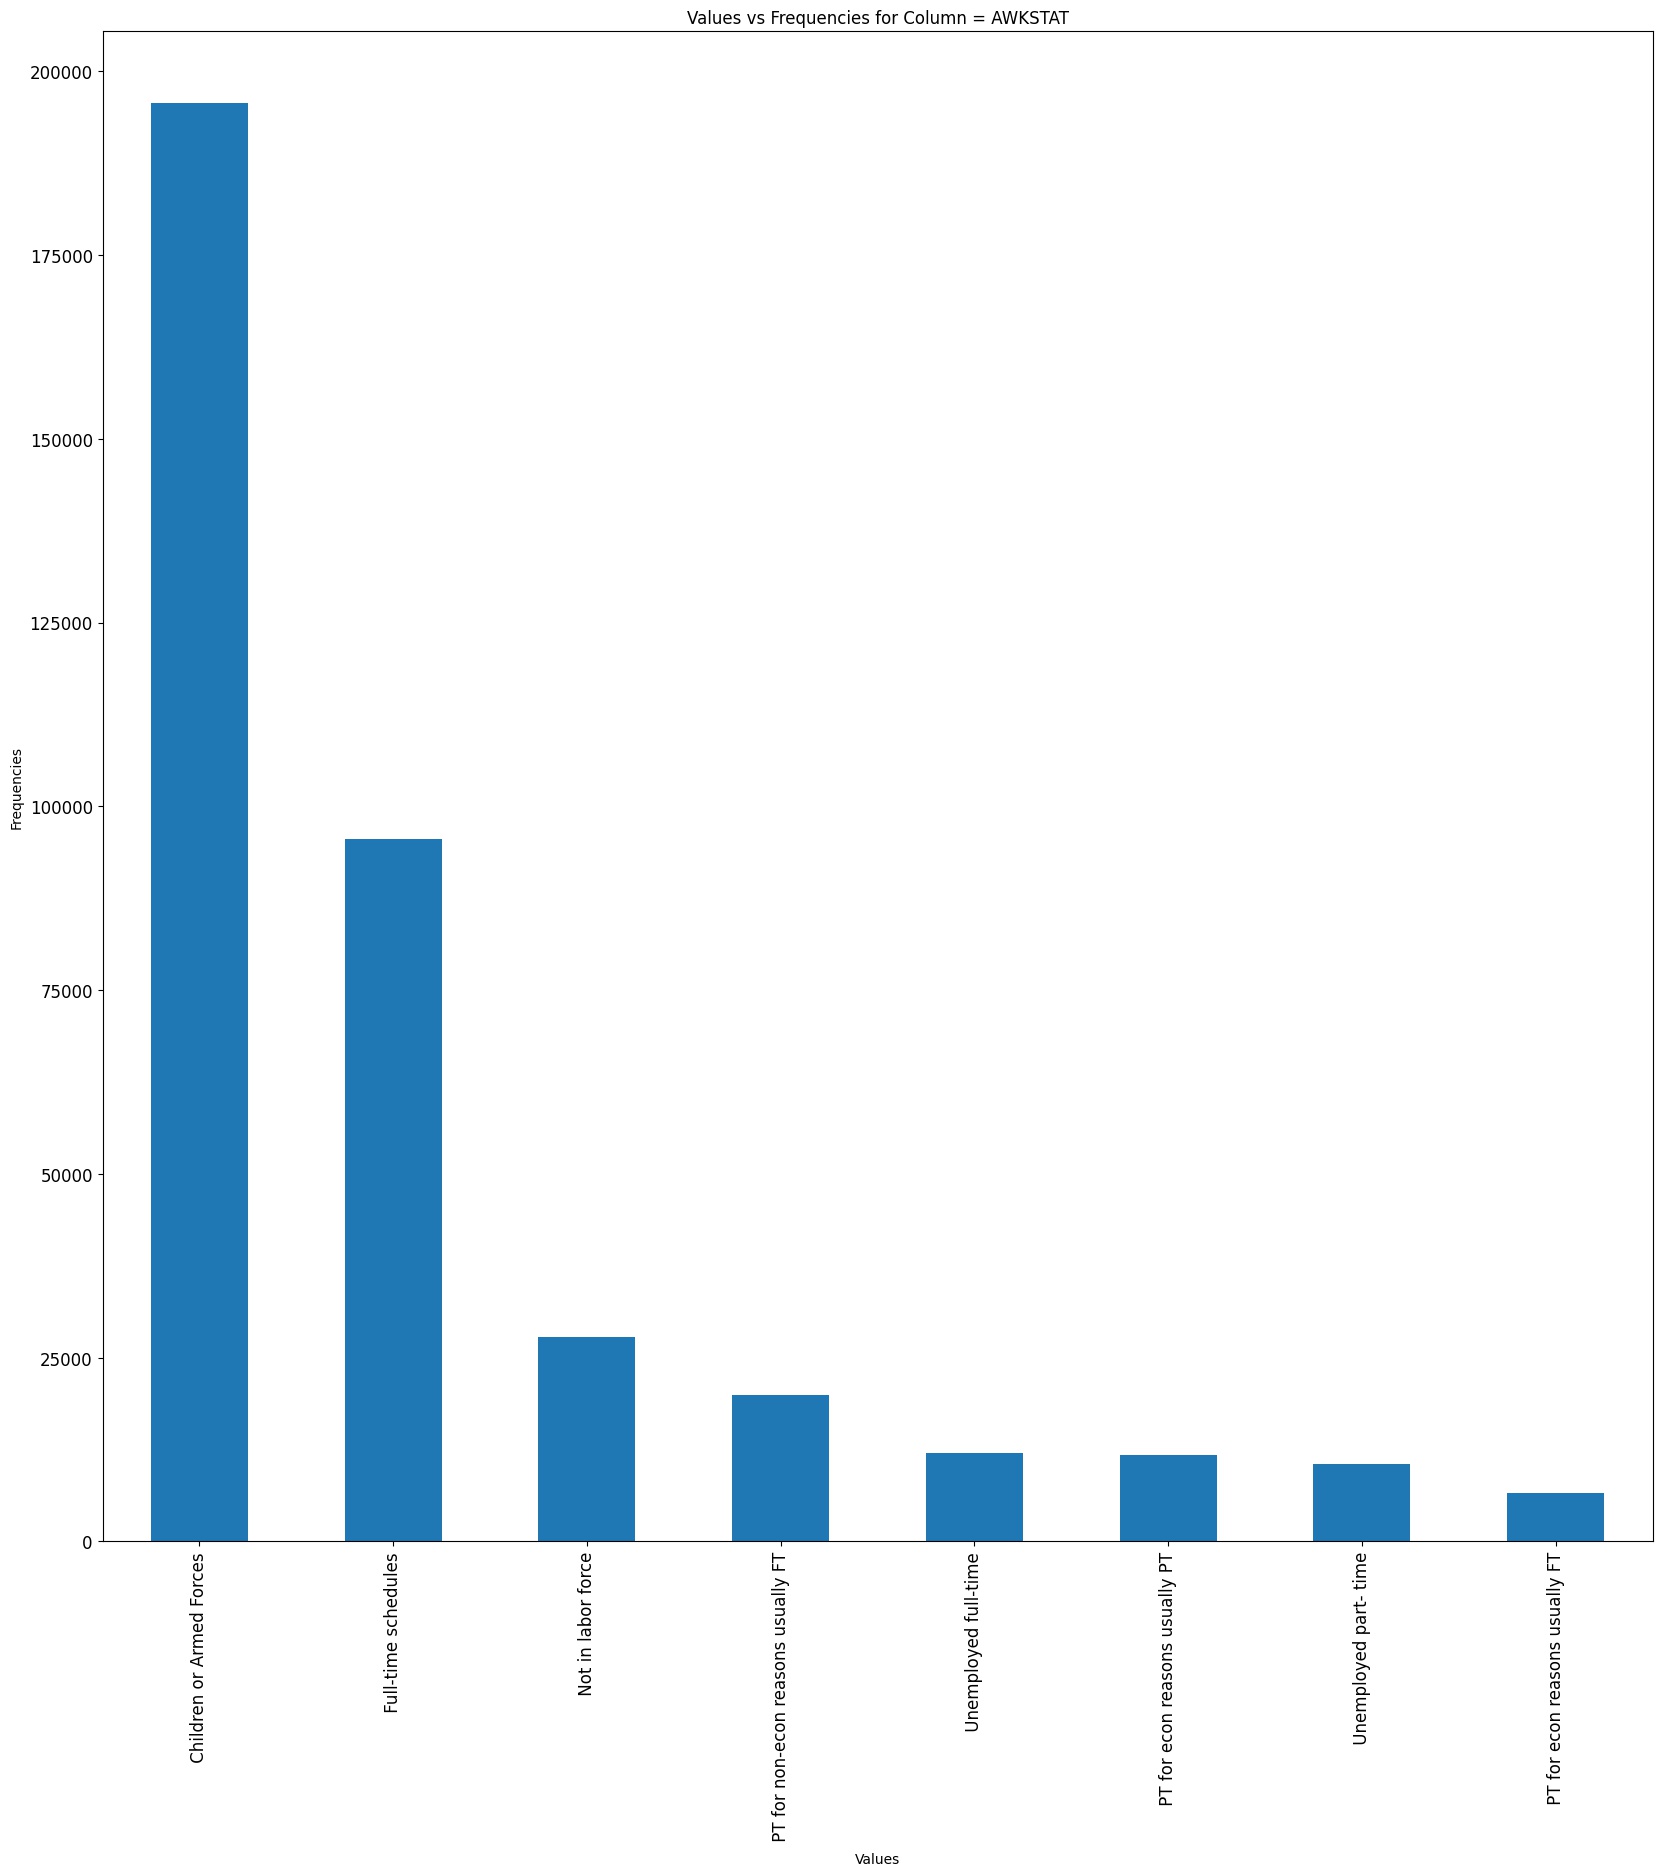 Values vs Frequencies for Column = AWKSTAT
Frequencies
200000
175000
150000
125000
100000
75000
50000
25000
0
Children or Armed Forces
Full-time schedules
Not in labor force
PT for non-econ reasons usually FT
Unemployed full-time
PT for econ reasons usually PT
Unemployed part- time
PT for econ reasons usually FT
Values